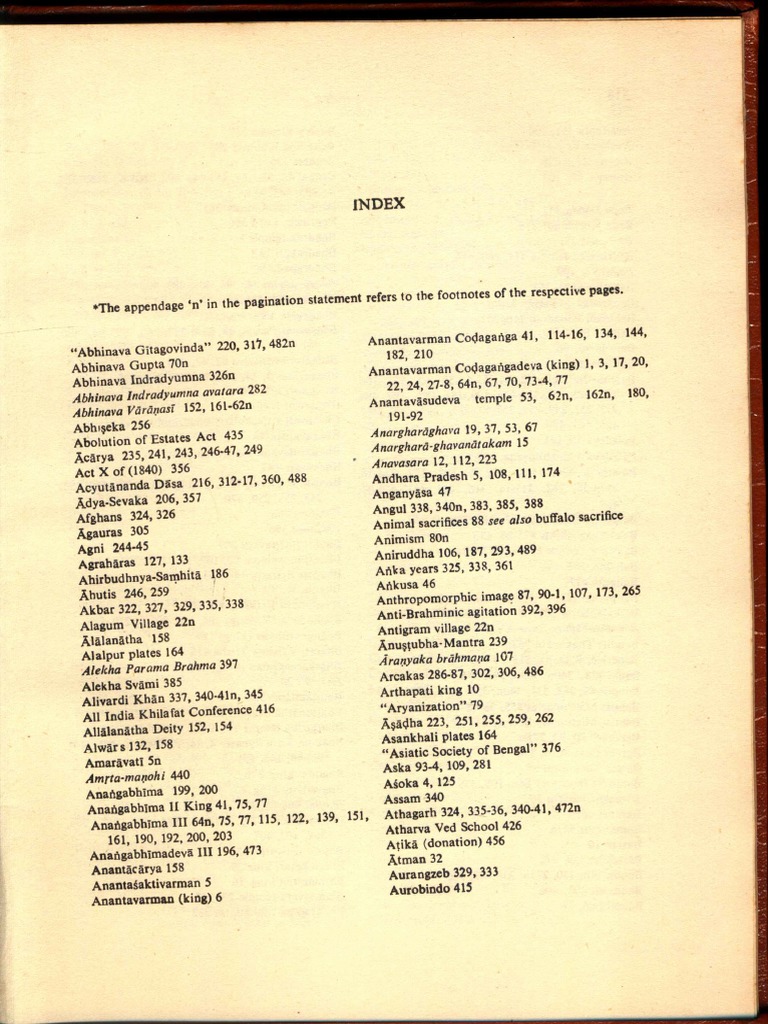 INDEX
*The appendage 'n' in the pagination statement refers to the footnotes of the respective pages.
"Abhinava Gītagovinda" 220, 317, 482n
Abhinava Gupta 70n
Abhinava Indradyumna 326n
Abhinava Indradyumna avatara 282
Abhinava Vārāṇasī 152, 161-62n
Abhiṣeka 256
Abolution of Estates Act 435
Ācārya 235, 241, 243, 246-47, 249
Act X of (1840) 356
Acyutānanda Dāsa 216, 312-17, 360, 488
Ādya-Sevaka 206, 357
Afghans 324, 326
Āgauras 305
Agni 244-45
Agrahāras 127, 133
Ahirbudhnya-Saṃhitā 186
Āhutis 246, 259
Akbar 322, 327, 329, 335, 338
Alagum Village 22n
Ālālanātha 158
Alalpur plates 164
Alekha Parama Brahma 397
Alekha Svāmi 385
Alivardi Khān 337, 340-41n, 345
All India Khilafat Conference 416
Allālanātha Deity 152, 154
Alwārs 132, 158
Amarāvatī 5n
Amṛta-maṇohi 440
Anaṅgabhīma 199, 200
Anaṅgabhīma II King 41, 75, 77
Anaṅgabhīma III 64n, 75, 77, 115, 122, 139, 151,
161, 190, 192, 200, 203
Anaṅgabhīmadevā III 196, 473
Anantācārya 158
Anantaśaktivarman 5
Anantavarman (king) 6
Anantavarman Coḍagaṅga 41, 114-16, 134, 144,
182, 210
Anantavarman Coḍagaṅgadeva (king) 1, 3, 17, 20,
22, 24, 27-8, 64n, 67, 70, 73-4, 77
Anantavāsudeva temple 53, 62n, 162n, 180,
191-92
Anargharāghava 19, 37, 53, 67
Anargharā-ghavanātakam 15
Anavasara 12, 112, 223
Andhara Pradesh 5, 108, 111, 174
Anganyāsa 47
Angul 338, 340n, 383, 385, 388
Animal sacrifices 88 see also buffalo sacrifice
Animism 80n
Aniruddha 106, 187, 293, 489
Aṅka years 325, 338, 361
Aṅkusa 46
Anthropomorphic image 87, 90-1, 107, 173, 265
Anti-Brahminic agitation 392, 396
Antigram village 22n
Ānuṣṭubha-Mantra 239
Āraṇyaka brāhmaṇa 107
Arcakas 286-87, 302, 306, 486
Arthapati king 10
"Aryanization" 79
Āṣāḍha 223, 251, 255, 259, 262
Asankhali plates 164
"Asiatic Society of Bengal" 376
Aska 93-4, 109, 281
Aśoka 4, 125
Assam 340
Athagarh 324, 335-36, 340-41, 472n
Atharva Ved School 426
Aṭikā (donation) 456
Ātman 32
Aurangzeb 329, 333
Aurobindo 415